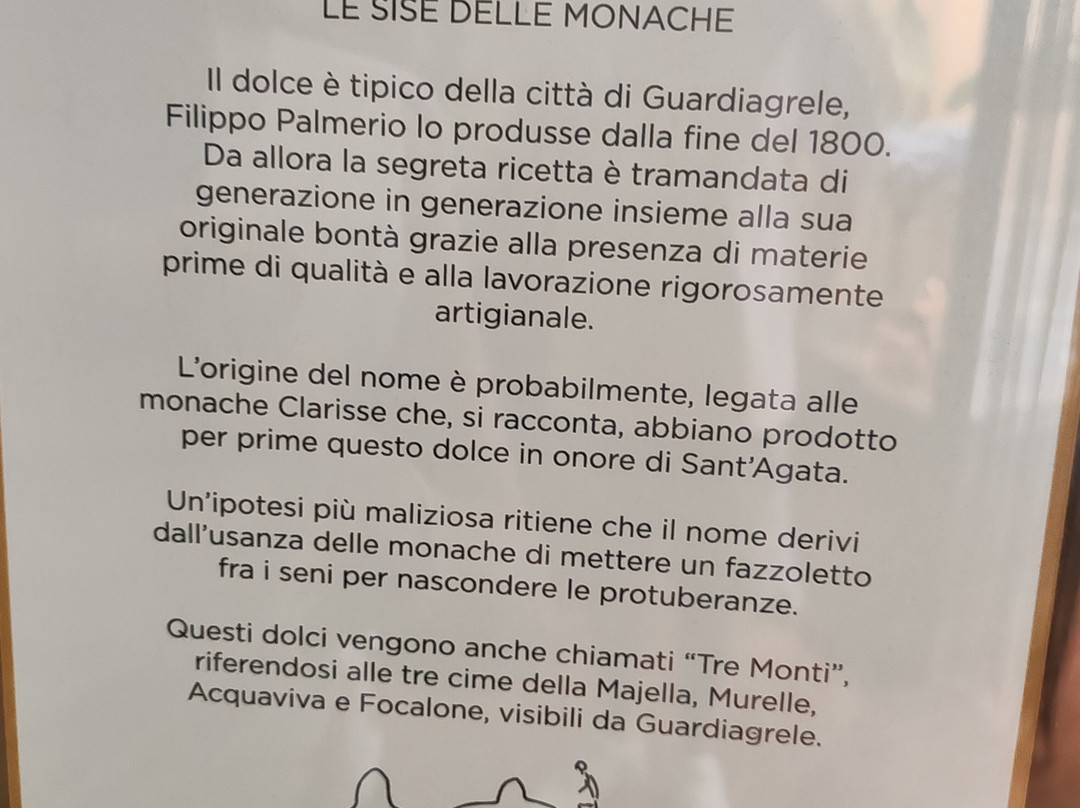 LE SISE DELLE MONACHE
Il dolce è tipico della città di Guardiagrele,
Filippo Palmerio lo produsse dalla fine del 1800.
Da allora la segreta ricetta è tramandata di
generazione in generazione insieme alla sua
originale bontà grazie alla presenza di materie
prime di qualità e alla lavorazione rigorosamente
artigianale.
L'origine del nome è probabilmente, legata alle
monache Clarisse che, si racconta, abbiano prodotto
per prime questo dolce in onore di Sant'Agata.
Un'ipotesi più maliziosa ritiene che il nome derivi
dall'usanza delle monache di mettere un fazzoletto
fra i seni per nascondere le protuberanze.
Questi dolci vengono anche chiamati “Tre Monti”,
riferendosi alle tre cime della Majella, Murelle,
Acquaviva e Focalone, visibili da Guardiagrele.